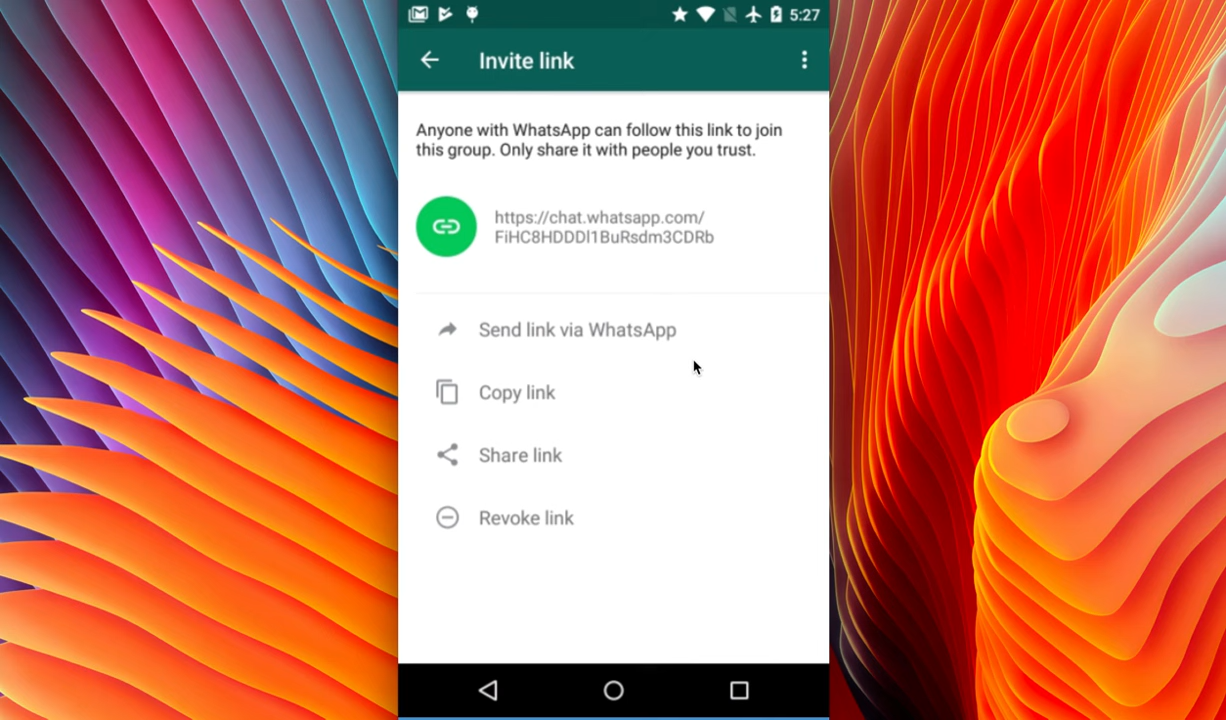 5:27
Invite link
Anyone with WhatsApp can follow this link to join
this group. Only share it with people you trust.
https://chat.whatsapp.com/
FiHC8HDDDI1BuRsdm3CDRb
Send link via WhatsApp
Copy link
Share link
Revoke link